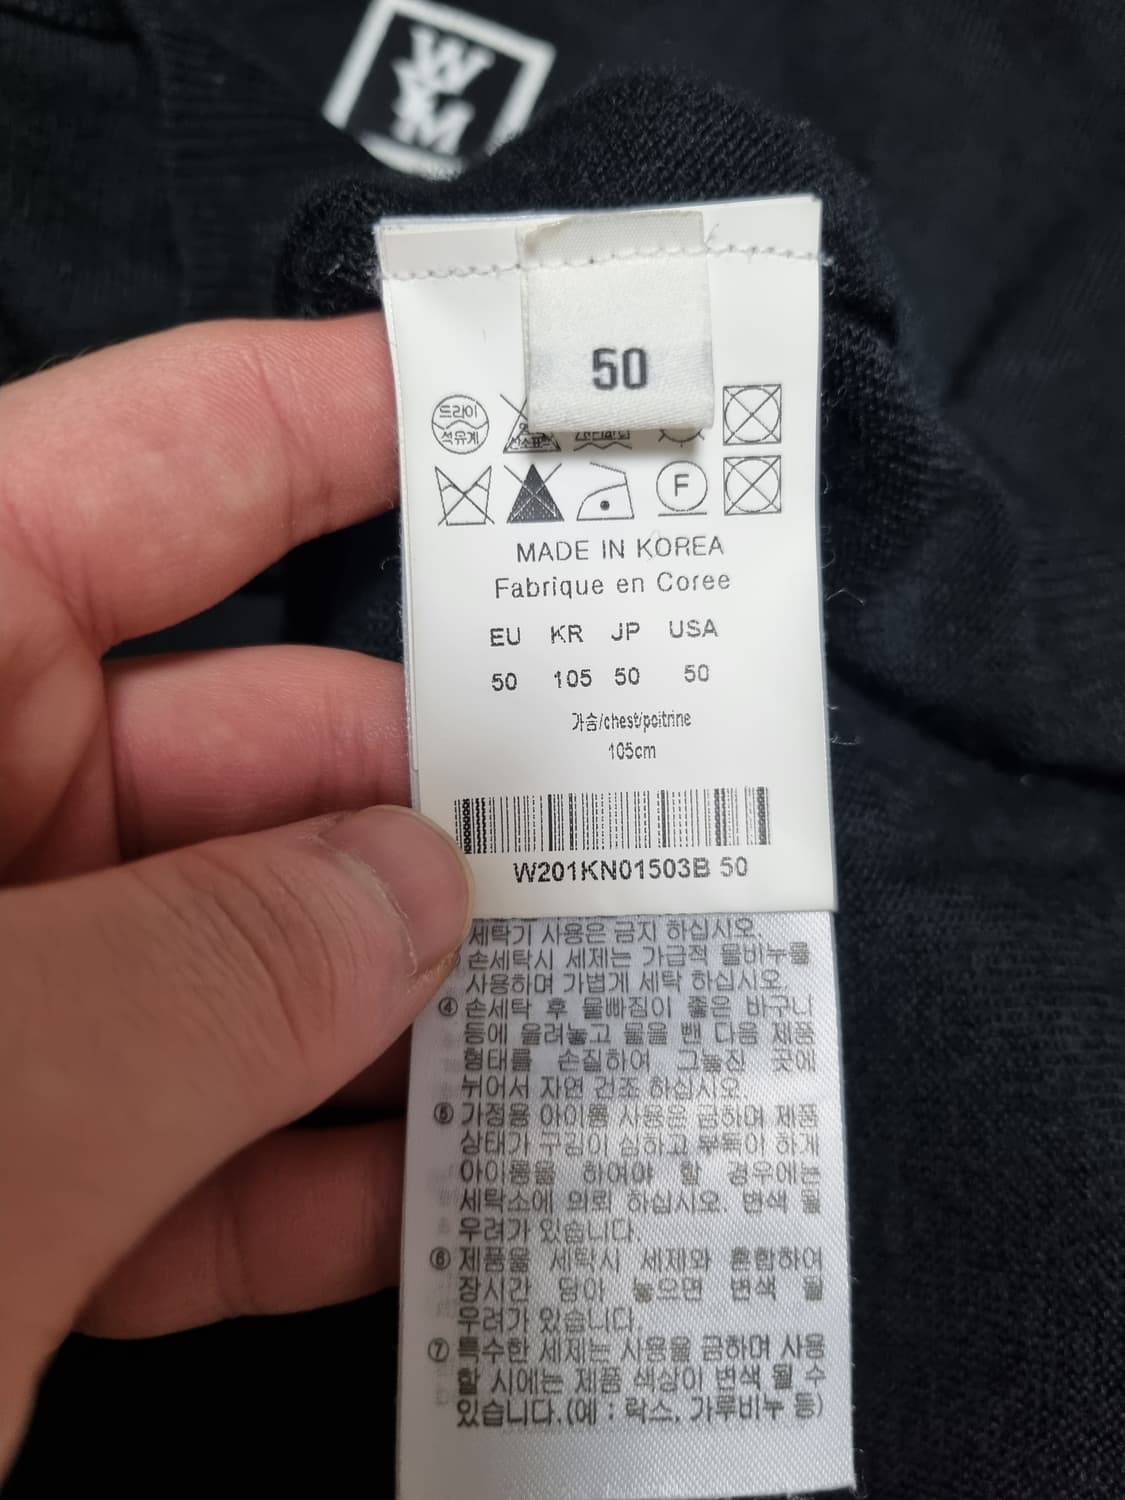 W
M
50
드라이
석유계
F
MADE IN KOREA
Fabrique en Coree
EU KR JP USA
50 105 50 50
가슴/chest/poitrine
105cm
W201KN01503B 50
세탁기 사용은 금지 하십시오.
손세탁시 세제는 가급적 물비누를
사용하며 가볍게 세탁 하십시오.
④ 손세탁 후 물빠짐이 좋은 바구니
등에 올려놓고 물을 뺀 다음 제품
형태를 손질하여 그늘진 곳에
뉘어서 자연 건조 하십시오.
⑤ 가정용 아이롱 사용은 금하며 제품
상태가 구김이 심하고 부득이 하게
아이롱을 하여야 할 경우에는
세탁소에 의뢰 하십시오. 변색 될
우려가 있습니다.
⑥ 제품을 세탁시 세제와 혼합하여
장시간 담아 놓으면 변색 될
우려가 있습니다.
⑦ 특수한 세제는 사용을 금하며 사용
할 시에는 제품 색상이 변색 될 수
있습니다.(예 : 락스, 가루비누 등)